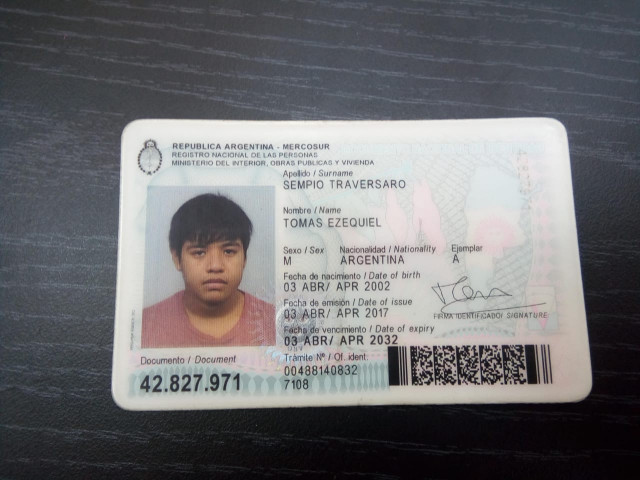 REPUBLICA ARGENTINA - MERCOSUR
REGISTRO NACIONAL DE LAS PERSONAS
MINISTERIO DEL INTERIOR, OBRAS PUBLICAS Y VIVIENDA
Apellido / Surname
SEMPIO TRAVERSARO
Nombre / Name
TOMAS EZEQUIEL
Sexo / Sex Nacionalidad / Nationality Ejemplar
M ARGENTINA A
Fecha de nacimiento / Date of birth
03 ABR/ APR 2002
Fecha de emisión / Date of issue
03 ABR/ APR 2017
FIRMA IDENTIFICADO/ SIGNATURE
Fecha de vencimiento / Date of expiry
03 ABR/ APR 2032
Documento / Document
42.827.971
Trámite Nº / Of. ident.
00488140832
7108